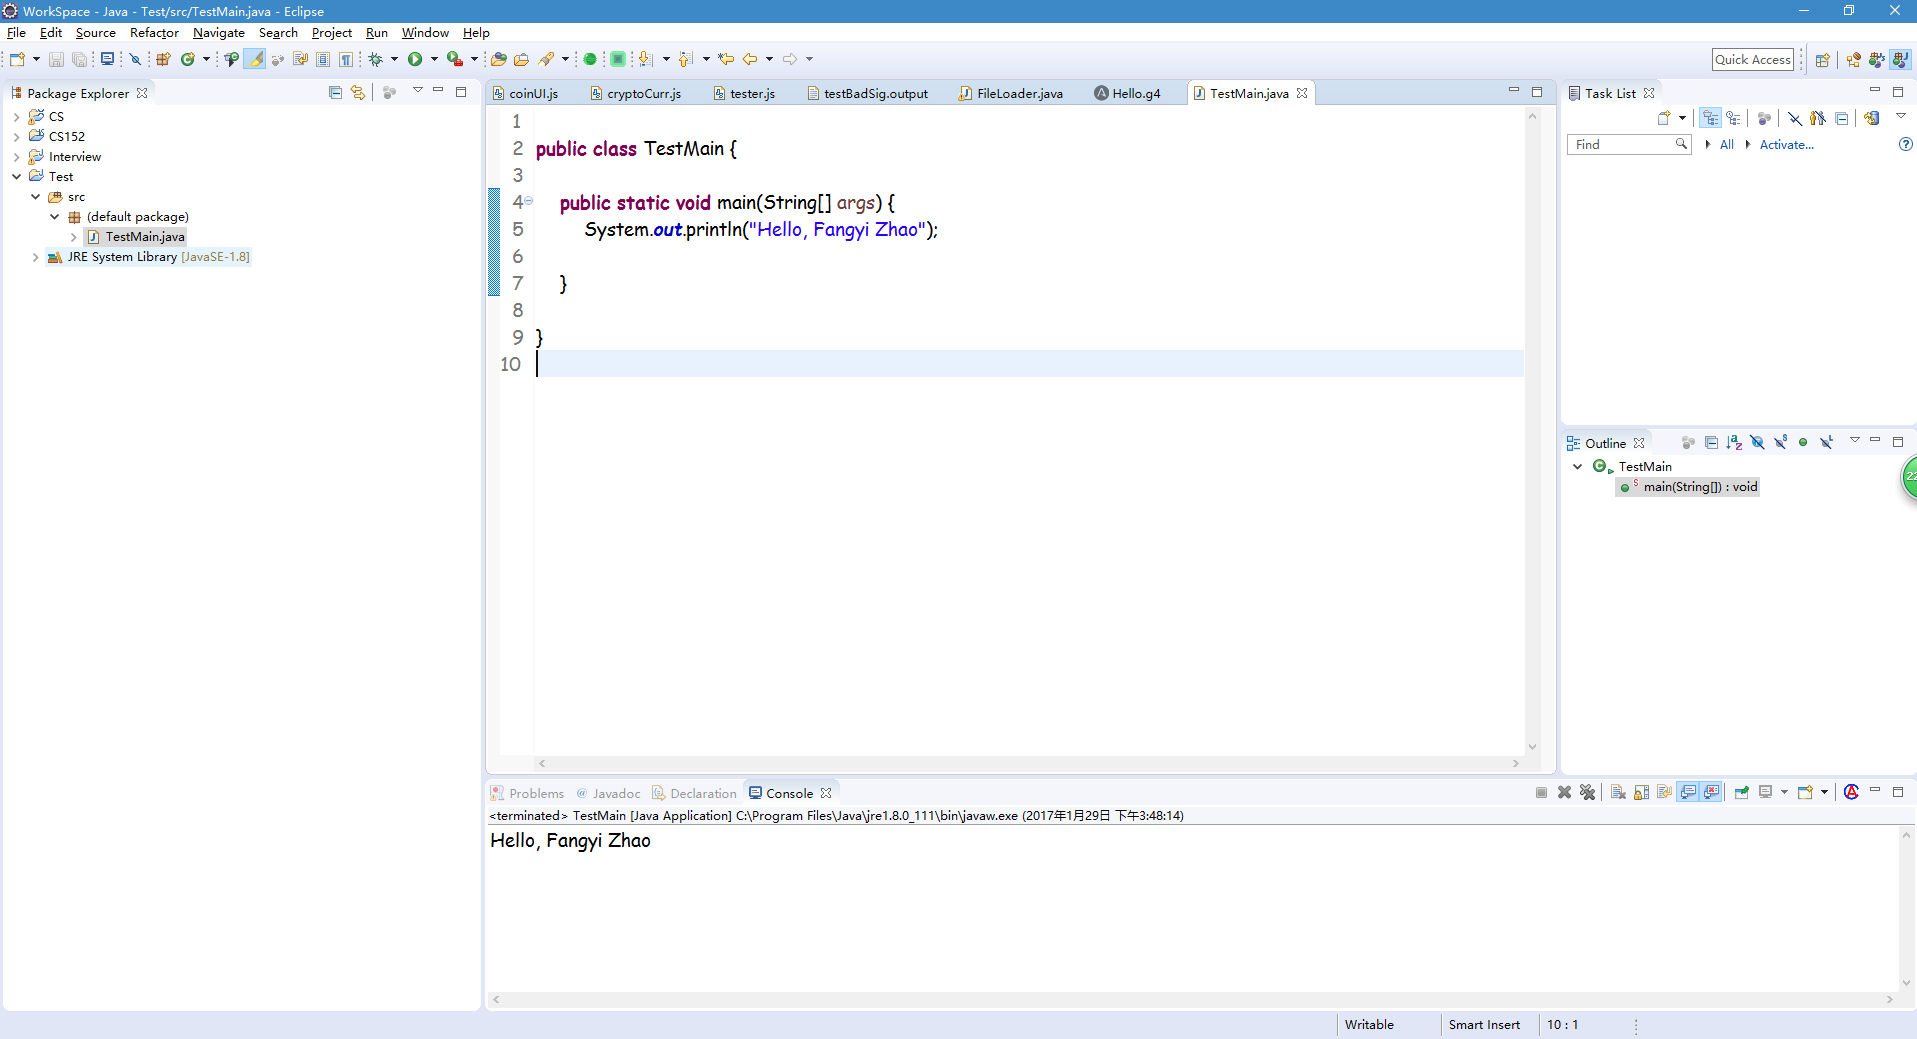 WorkSpace - Java - Test/src/TestMain.java - Eclipse
File Edit Source Refactor Navigate Search Project Run Window Help
Quick Access
Package Explorer
CS
CS152
Interview
Test
src
(default package)
TestMain.java
JRE System Library [JavaSE-1.8]
coinUI.js cryptoCurr.js tester.js testBadSig.output FileLoader.java Hello.g4 TestMain.java
1
2 public class TestMain {
3
4 public static void main(String[] args) {
5 System.out.println("Hello, Fangyi Zhao");
6
7 }
8
9 }
10
Task List
Find All Activate...
Outline
TestMain
main(String[]) : void
22
Problems @ Javadoc Declaration Console
<terminated> TestMain [Java Application] C:\Program Files\Java\jre1.8.0_111\bin\javaw.exe (2017年1月29日 下午3:48:14)
Hello, Fangyi Zhao
Writable Smart Insert 10 : 1